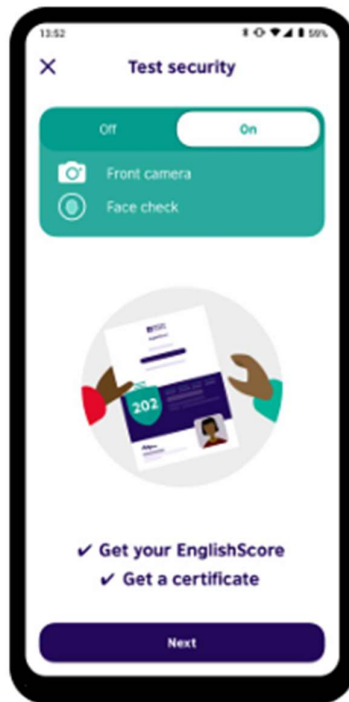 13:52
59%
Test security
Off
On
Front camera
Face check
202
✔ Get your EnglishScore
✔ Get a certificate
Next